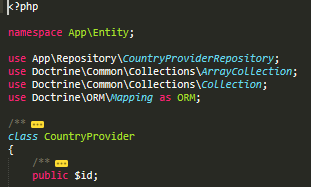 <?php
namespace App\Entity;
use App\Repository\CountryProviderRepository;
use Doctrine\Common\Collections\ArrayCollection;
use Doctrine\Common\Collections\Collection;
use Doctrine\ORM\Mapping as ORM;
/** ...
class CountryProvider
{
/** ...
public $id;